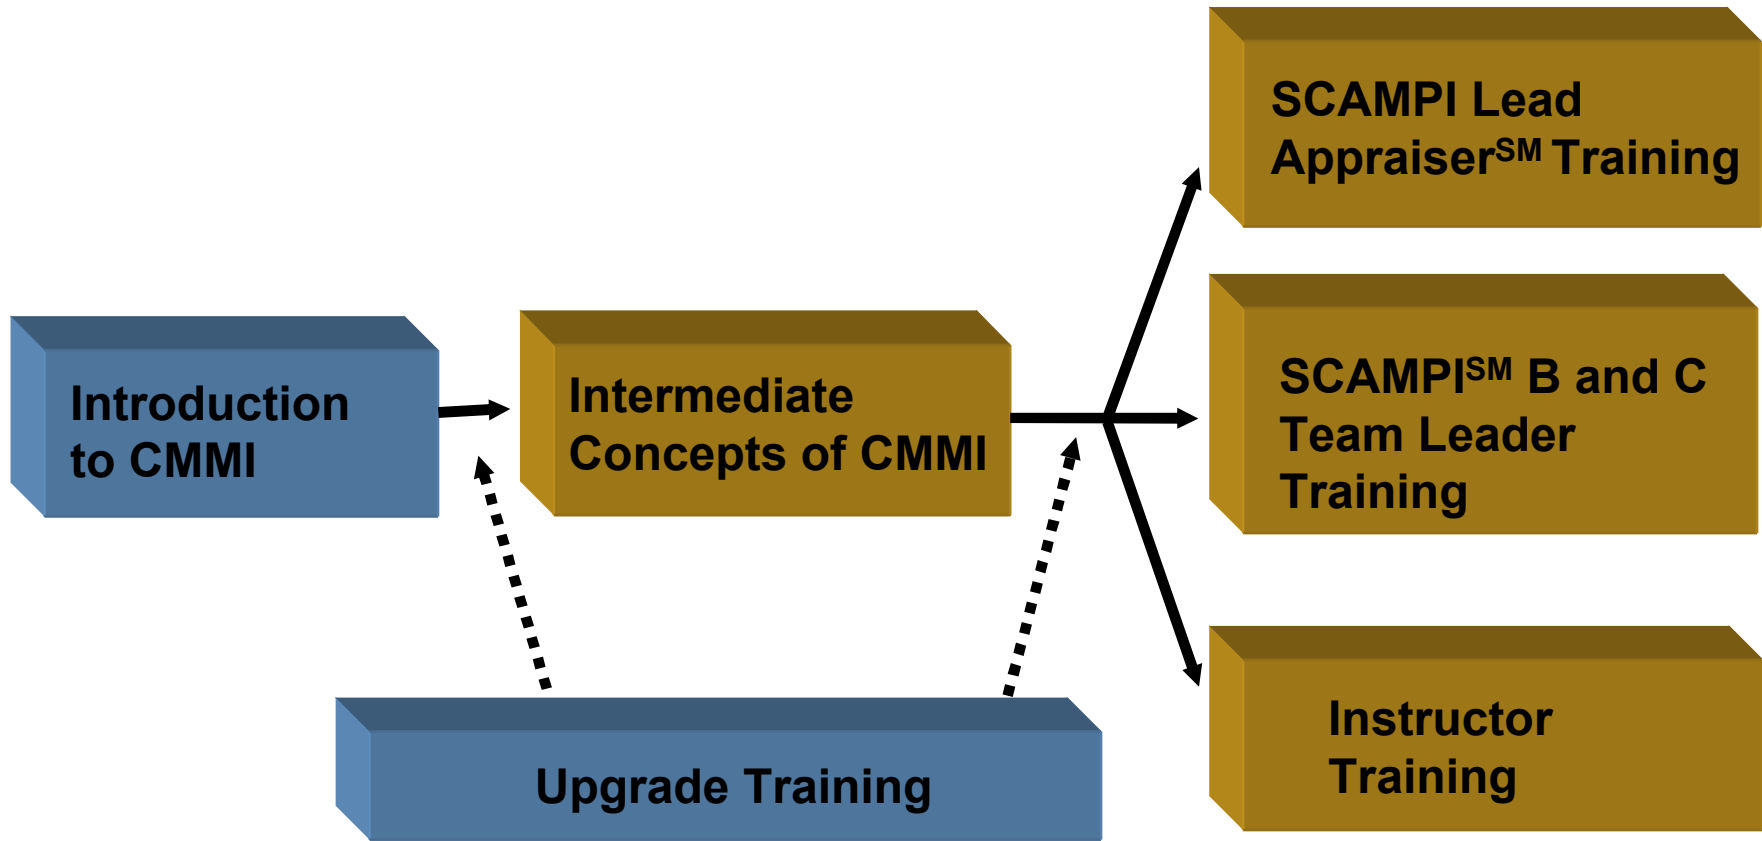 SCAMPI Lead
Appraiser℠ Training
Introduction
to CMMI
Intermediate
Concepts of CMMI
SCAMPI℠ B and C
Team Leader
Training
Upgrade Training
Instructor
Training